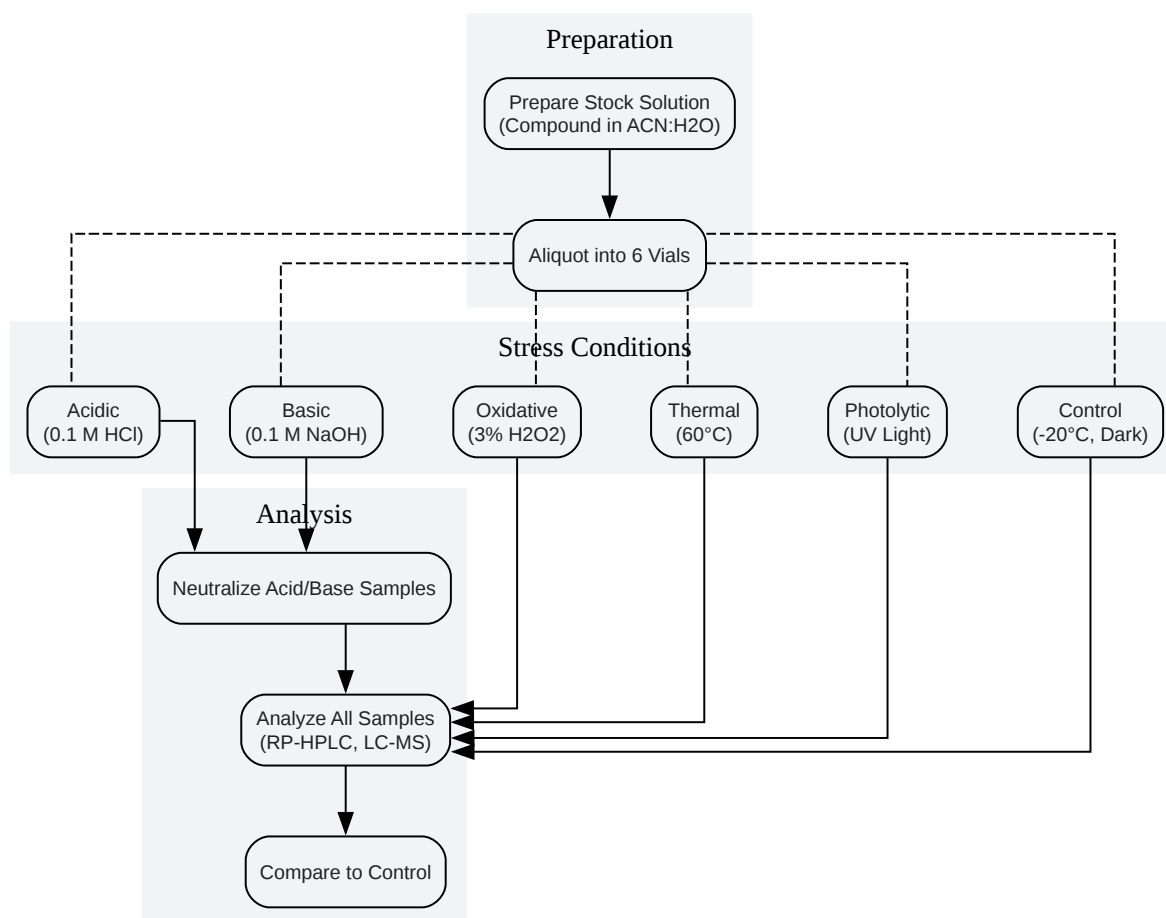 Preparation
Prepare Stock Solution
(Compound in ACN:H2O)
Aliquot into 6 Vials
Stress Conditions
Acidic
(0.1 M HCl)
Basic
(0.1 M NaOH)
Oxidative
(3% H2O2)
Thermal
(60°C)
Photolytic
(UV Light)
Control
(-20°C, Dark)
Analysis
Neutralize Acid/Base Samples
Analyze All Samples
(RP-HPLC, LC-MS)
Compare to Control